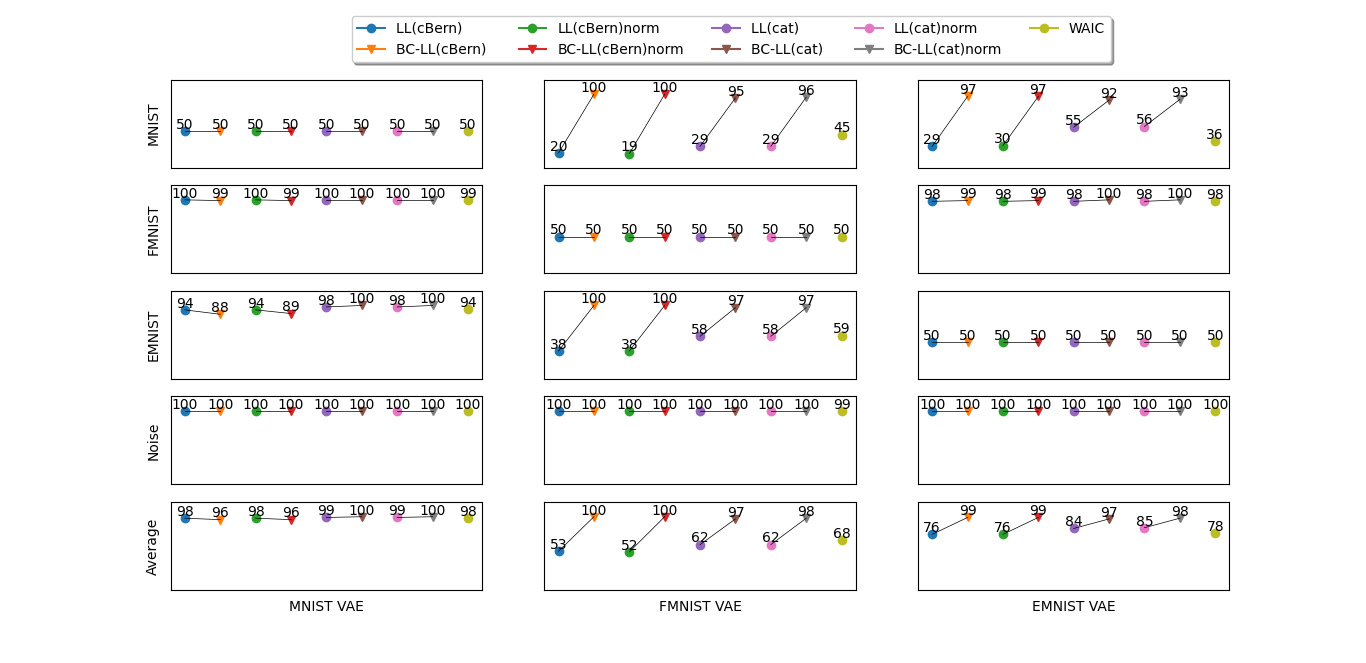 LL(cBern) LL(cBern)norm LL(cat) LL(cat)norm WAIC
BC-LL(cBern) BC-LL(cBern)norm BC-LL(cat) BC-LL(cat)norm
MNIST
50 50 50 50 50 50 50 50 50
20 100 19 100 29 95 29 96 45
29 97 30 97 55 92 56 93 36
FMNIST
100 99 100 99 100 100 100 100 99
50 50 50 50 50 50 50 50 50
98 99 98 99 98 100 98 100 98
EMNIST
94 88 94 89 98 100 98 100 94
38 100 38 100 58 97 58 97 59
50 50 50 50 50 50 50 50 50
Noise
100 100 100 100 100 100 100 100 100
100 100 100 100 100 100 100 100 99
100 100 100 100 100 100 100 100 100
Average
98 96 98 96 99 100 99 100 98
53 100 52 100 62 97 62 98 68
76 99 76 99 84 97 85 98 78
MNIST VAE FMNIST VAE EMNIST VAE